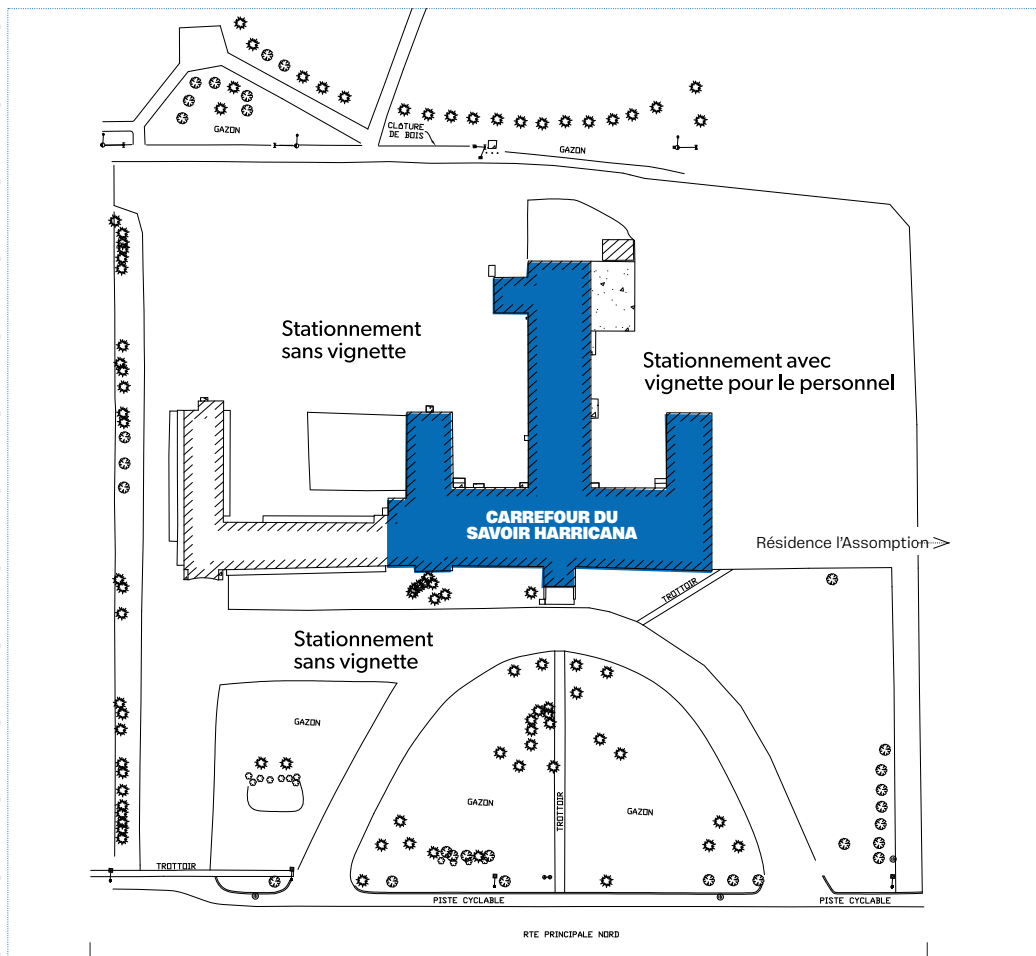 GAZON
CLÔTURE
DE BOIS
GAZON
Stationnement
sans vignette
Stationnement avec
vignette pour le personnel
CARREFOUR DU
SAVOIR HARRICANA
Résidence l'Assomption
TROTTOIR
Stationnement
sans vignette
GAZON
GAZON
GAZON
TROTTOIR
TROTTOIR
PISTE CYCLABLE
PISTE CYCLABLE
RTE PRINCIPALE NORD